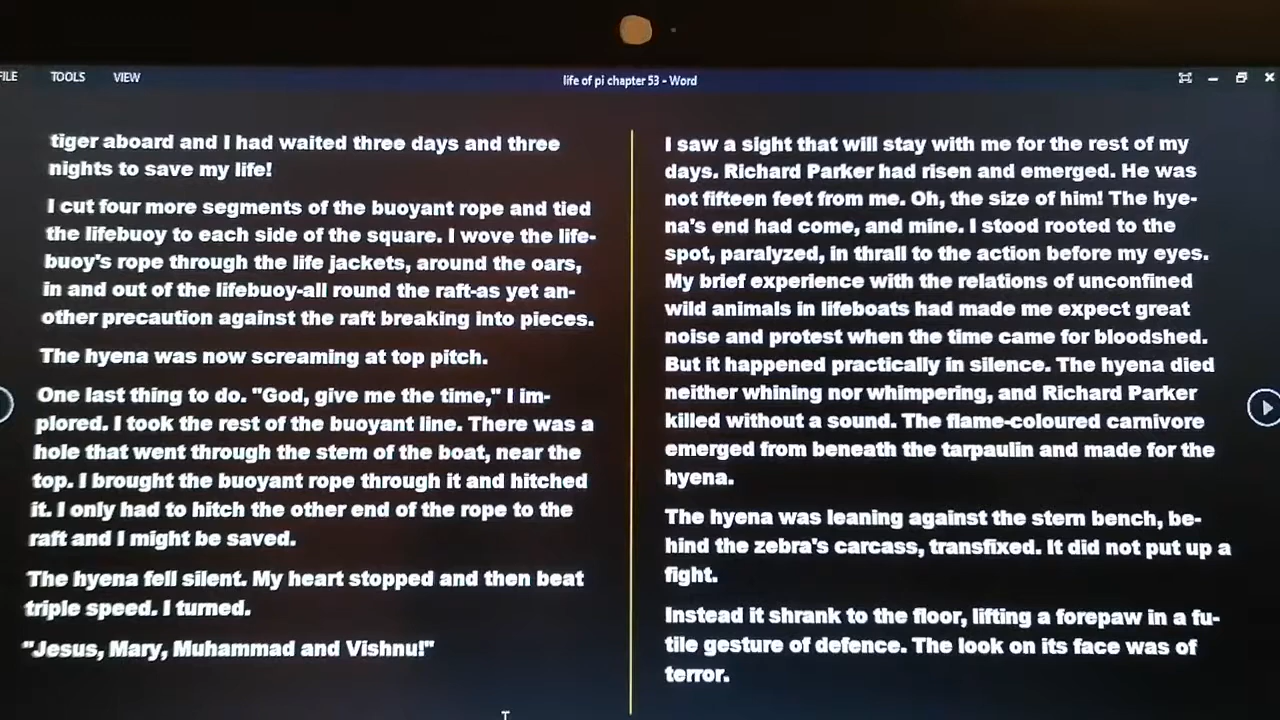 FILE TOOLS VIEW life of pi chapter 53 - Word
tiger aboard and I had waited three days and three
nights to save my life!
I cut four more segments of the buoyant rope and tied
the lifebuoy to each side of the square. I wove the life-
buoy's rope through the life jackets, around the oars,
in and out of the lifebuoy-all round the raft-as yet an-
other precaution against the raft breaking into pieces.
The hyena was now screaming at top pitch.
One last thing to do. "God, give me the time," I im-
plored. I took the rest of the buoyant line. There was a
hole that went through the stem of the boat, near the
top. I brought the buoyant rope through it and hitched
it. I only had to hitch the other end of the rope to the
raft and I might be saved.
The hyena fell silent. My heart stopped and then beat
triple speed. I turned.
"Jesus, Mary, Muhammad and Vishnu!"
I saw a sight that will stay with me for the rest of my
days. Richard Parker had risen and emerged. He was
not fifteen feet from me. Oh, the size of him! The hye-
na's end had come, and mine. I stood rooted to the
spot, paralyzed, in thrall to the action before my eyes.
My brief experience with the relations of unconfined
wild animals in lifeboats had made me expect great
noise and protest when the time came for bloodshed.
But it happened practically in silence. The hyena died
neither whining nor whimpering, and Richard Parker
killed without a sound. The flame-coloured carnivore
emerged from beneath the tarpaulin and made for the
hyena.
The hyena was leaning against the stern bench, be-
hind the zebra's carcass, transfixed. It did not put up a
fight.
Instead it shrank to the floor, lifting a forepaw in a fu-
tile gesture of defence. The look on its face was of
terror.